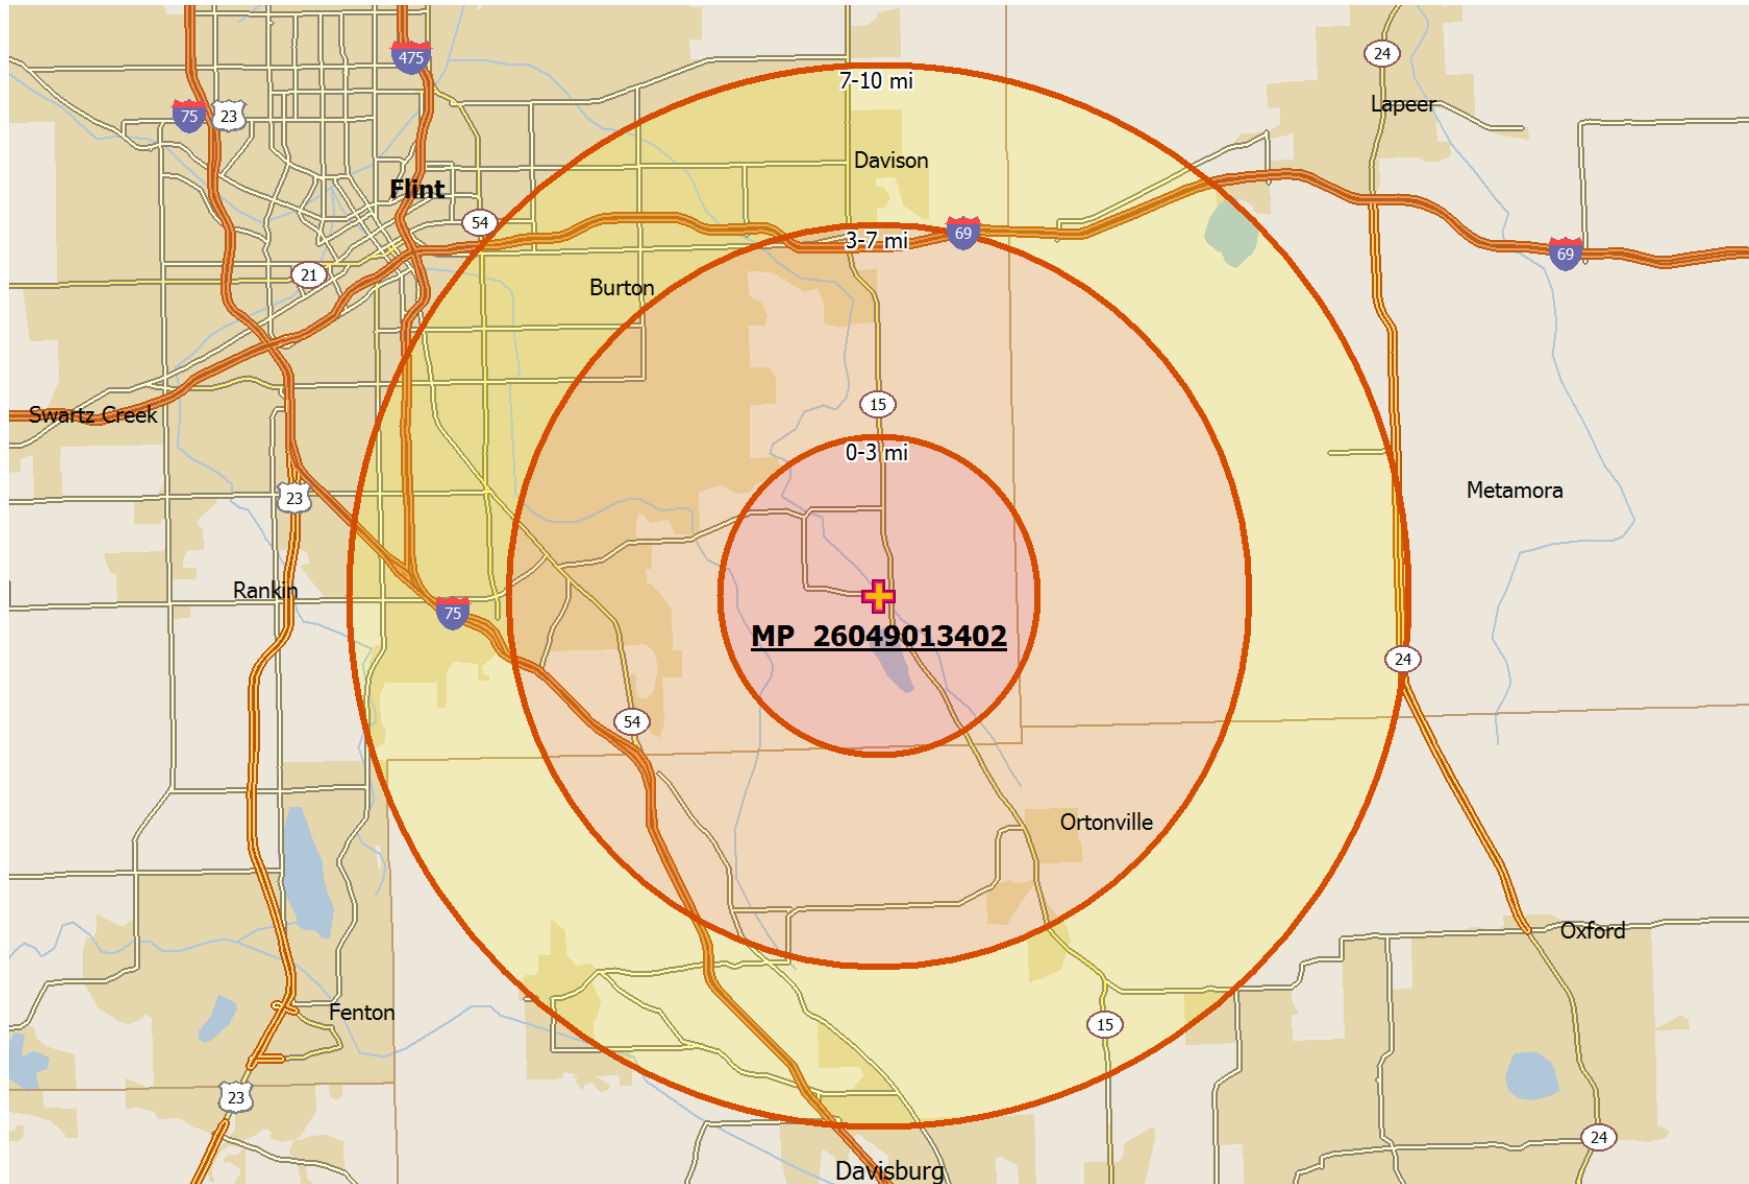 475
24
7-10 mi
Lapeer
75
23
Davison
Flint
54
69
3-7 mi
69
21
Burton
15
Swartz Creek
0-3 mi
Metamora
23
Rankin
75
MP 26049013402
24
54
Ortonville
Oxford
Fenton
15
23
24
Davisburg